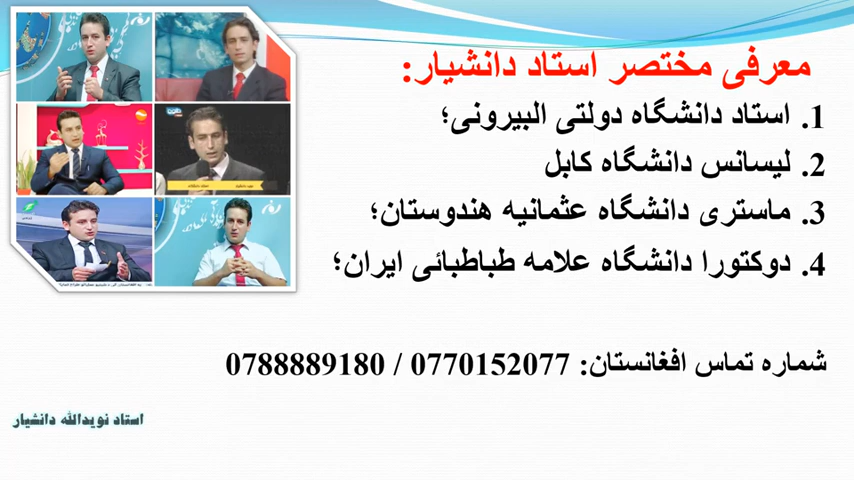 معرفی مختصر استاد دانشیار:
1. استاد دانشگاه دولتی البیرونی؛
2. لیسانس دانشگاه کابل
3. ماستری دانشگاه عثمانیه هندوستان؛
4. دوکتورا دانشگاه علامه طباطبائی ایران؛
شماره تماس افغانستان: 0770152077 / 0788889180
استاد نویدالله دانشیار